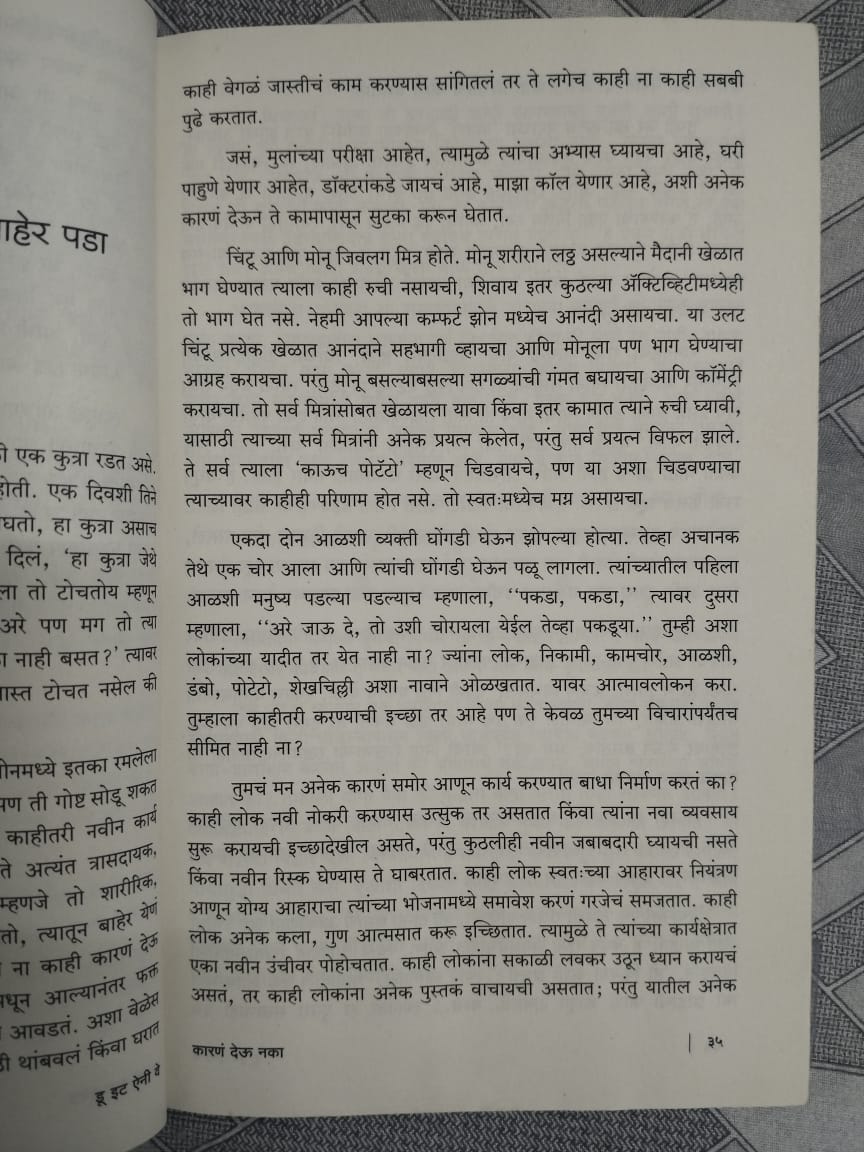 बाहेर पडा
एक कुत्रा रडत असे.
होती. एक दिवशी तिने
हा कुत्रा असाच
दिलं, ‘हा कुत्रा जेथे
तो टोचतोय म्हणून
अरे पण मग तो त्या
नाही बसत?’ त्यावर
टोचत नसेल की
इतका रमलेला
पण ती गोष्ट सोडू शकत
काहीतरी नवीन कार्य
ते अत्यंत त्रासदायक,
म्हणजे तो शारीरिक,
त्यातून बाहेर येणं
ना काही कारणं देऊ
आल्यानंतर फक्त
आवडतं. अशा वेळेस
थांबवलं किंवा घरात
डू इट ऐनी वे
काही वेगळं जास्तीचं काम करण्यास सांगितलं तर ते लगेच काही ना काही सबबी
पुढे करतात.
जसं, मुलांच्या परीक्षा आहेत, त्यामुळे त्यांचा अभ्यास घ्यायचा आहे, घरी
पाहुणे येणार आहेत, डॉक्टरांकडे जायचं आहे, माझा कॉल येणार आहे, अशी अनेक
कारणं देऊन ते कामापासून सुटका करून घेतात.
चिंटू आणि मोनू जिवलग मित्र होते. मोनू शरीराने लठ्ठ असल्याने मैदानी खेळात
भाग घेण्यात त्याला काही रुची नसायची, शिवाय इतर कुठल्या ॲक्टिव्हिटीमध्येही
तो भाग घेत नसे. नेहमी आपल्या कम्फर्ट झोन मध्येच आनंदी असायचा. या उलट
चिंटू प्रत्येक खेळात आनंदाने सहभागी व्हायचा आणि मोनूला पण भाग घेण्याचा
आग्रह करायचा. परंतु मोनू बसल्याबसल्या सगळ्यांची गंमत बघायचा आणि कॉमेंट्री
करायचा. तो सर्व मित्रांसोबत खेळायला यावा किंवा इतर कामात त्याने रुची घ्यावी,
यासाठी त्याच्या सर्व मित्रांनी अनेक प्रयत्न केलेत, परंतु सर्व प्रयत्न विफल झाले.
ते सर्व त्याला ‘काऊच पोटॅटो’ म्हणून चिडवायचे, पण या अशा चिडवण्याचा
त्याच्यावर काहीही परिणाम होत नसे. तो स्वतःमध्येच मग्न असायचा.
एकदा दोन आळशी व्यक्ती घोंगडी घेऊन झोपल्या होत्या. तेव्हा अचानक
तेथे एक चोर आला आणि त्यांची घोंगडी घेऊन पळू लागला. त्यांच्यातील पहिला
आळशी मनुष्य पडल्या पडल्याच म्हणाला, ‘‘पकडा, पकडा,’’ त्यावर दुसरा
म्हणाला, ‘‘अरे जाऊ दे, तो उशी चोरायला येईल तेव्हा पकडूया.’’ तुम्ही अशा
लोकांच्या यादीत तर येत नाही ना? ज्यांना लोक, निकामी, कामचोर, आळशी,
डंबो, पोटेटो, शेखचिल्ली अशा नावाने ओळखतात. यावर आत्मावलोकन करा.
तुम्हाला काहीतरी करण्याची इच्छा तर आहे पण ते केवळ तुमच्या विचारांपर्यंतच
सीमित नाही ना?
तुमचं मन अनेक कारणं समोर आणून कार्य करण्यात बाधा निर्माण करतं का?
काही लोक नवी नोकरी करण्यास उत्सुक तर असतात किंवा त्यांना नवा व्यवसाय
सुरू करायची इच्छादेखील असते, परंतु कुठलीही नवीन जबाबदारी घ्यायची नसते
किंवा नवीन रिस्क घेण्यास ते घाबरतात. काही लोक स्वतःच्या आहारावर नियंत्रण
आणून योग्य आहाराचा त्यांच्या भोजनामध्ये समावेश करणं गरजेचं समजतात. काही
लोक अनेक कला, गुण आत्मसात करू इच्छितात. त्यामुळे ते त्यांच्या कार्यक्षेत्रात
एका नवीन उंचीवर पोहोचतात. काही लोकांना सकाळी लवकर उठून ध्यान करायचं
असतं, तर काही लोकांना अनेक पुस्तकं वाचायची असतात; परंतु यातील अनेक
कारणं देऊ नका | ३५